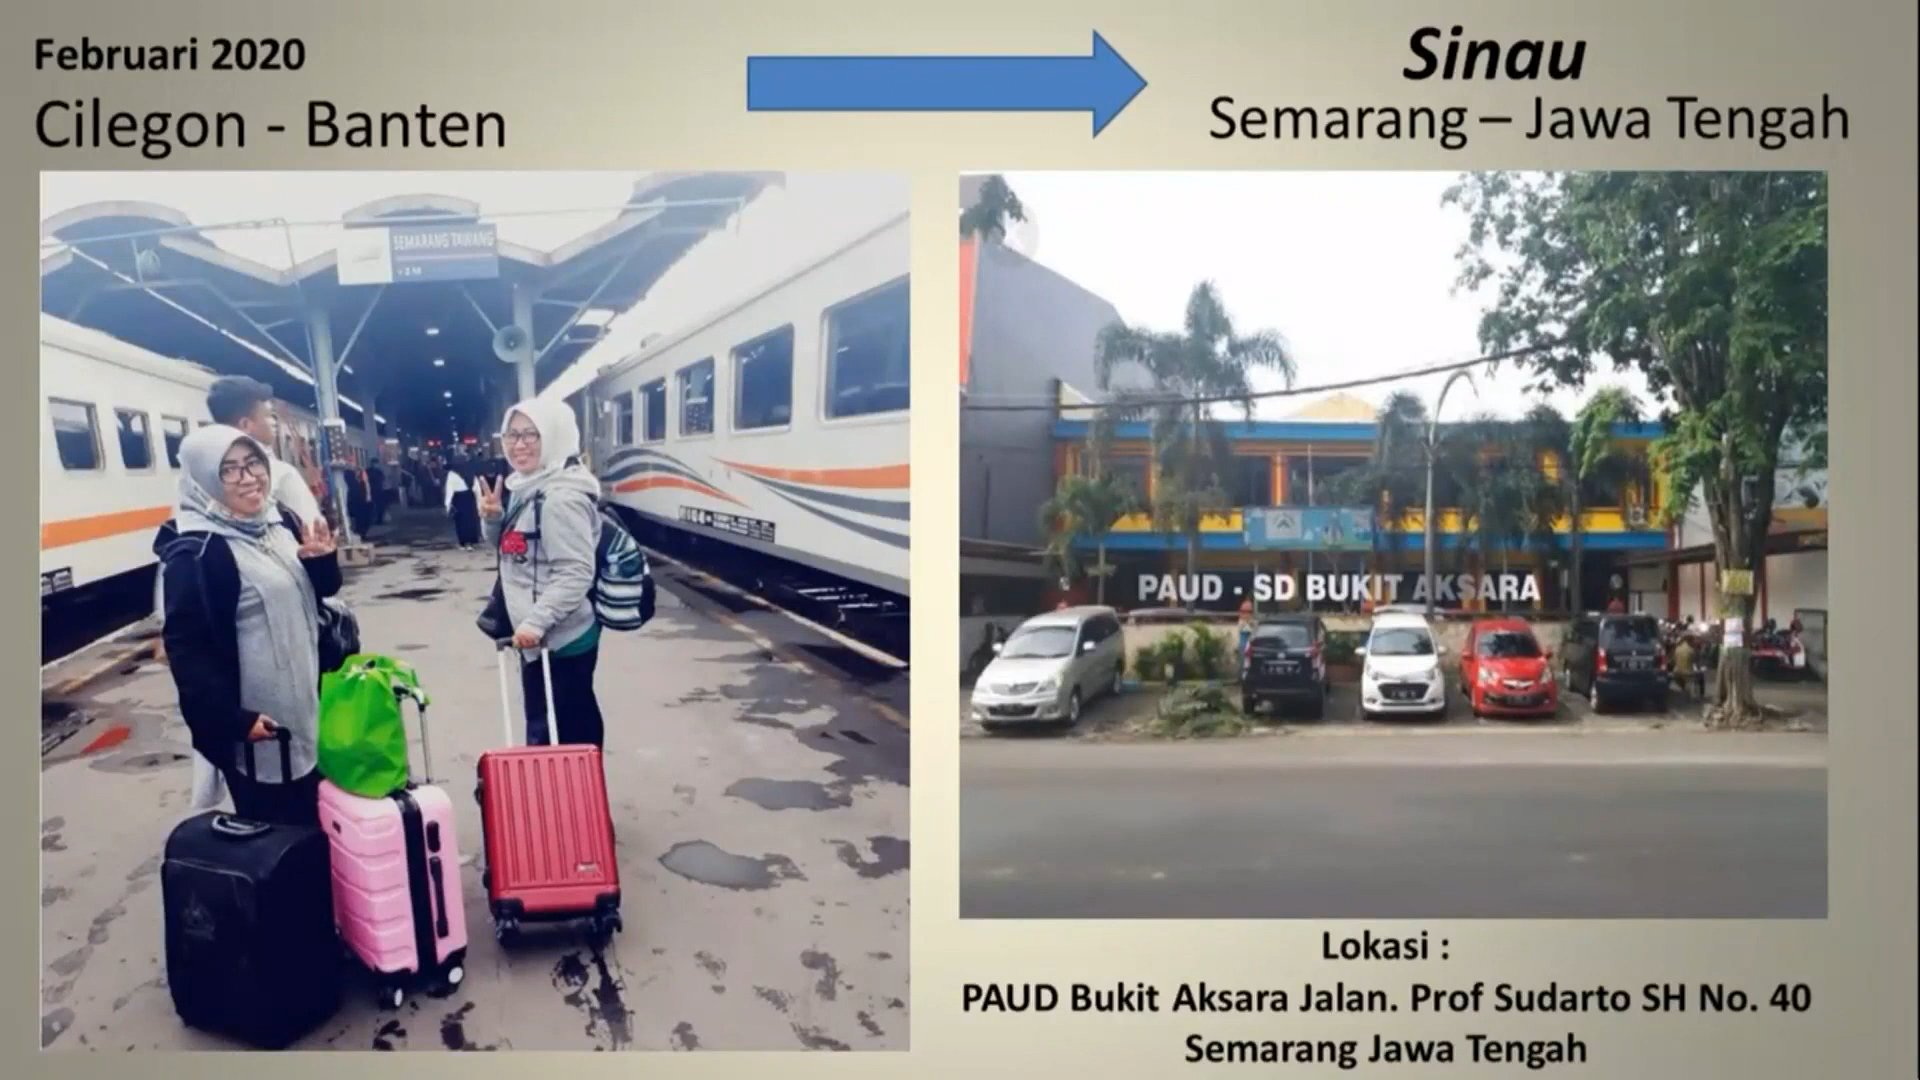 Februari 2020
Cilegon - Banten
Sinau
Semarang – Jawa Tengah
SEMARANG TAWANG
PAUD - SD BUKIT AKSARA
Lokasi :
PAUD Bukit Aksara Jalan. Prof Sudarto SH No. 40
Semarang Jawa Tengah